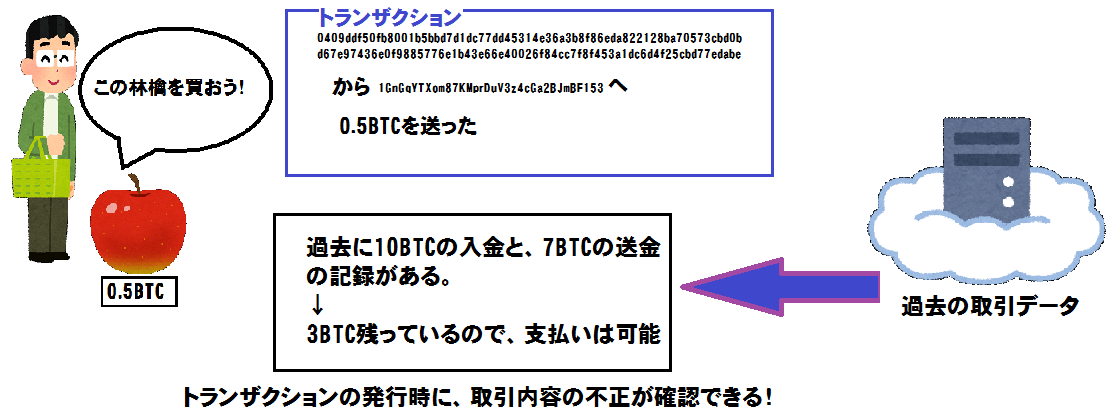 この林檎を買おう!
トランザクション
0409ddf50fb8001b5bbd7d1dc77dd45314e36a3b8f86eda822128ba70573cbd0b
d67e97436e0f9885776e1b43e66e40026f84cc7f8f453a1dc6d4f25cbd77edabe
から 1GnGqYTXom87KMprDuV3z4cGa2BJmBF153 へ
0.5BTCを送った
0.5BTC
過去に10BTCの入金と、7BTCの送金
の記録がある。
↓
3BTC残っているので、支払いは可能
過去の取引データ
トランザクションの発行時に、取引内容の不正が確認できる!